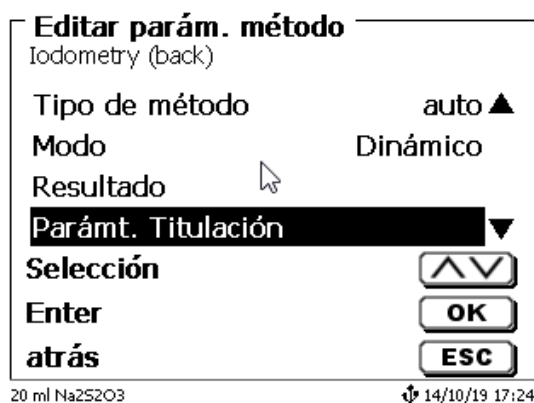 Editar parám. método
Iodometry (back)
Tipo de método auto
Modo Dinámico
Resultado
Parámt. Titulación
Selección
Enter OK
atrás ESC
20 ml Na2S2O3 14/10/19 17:24